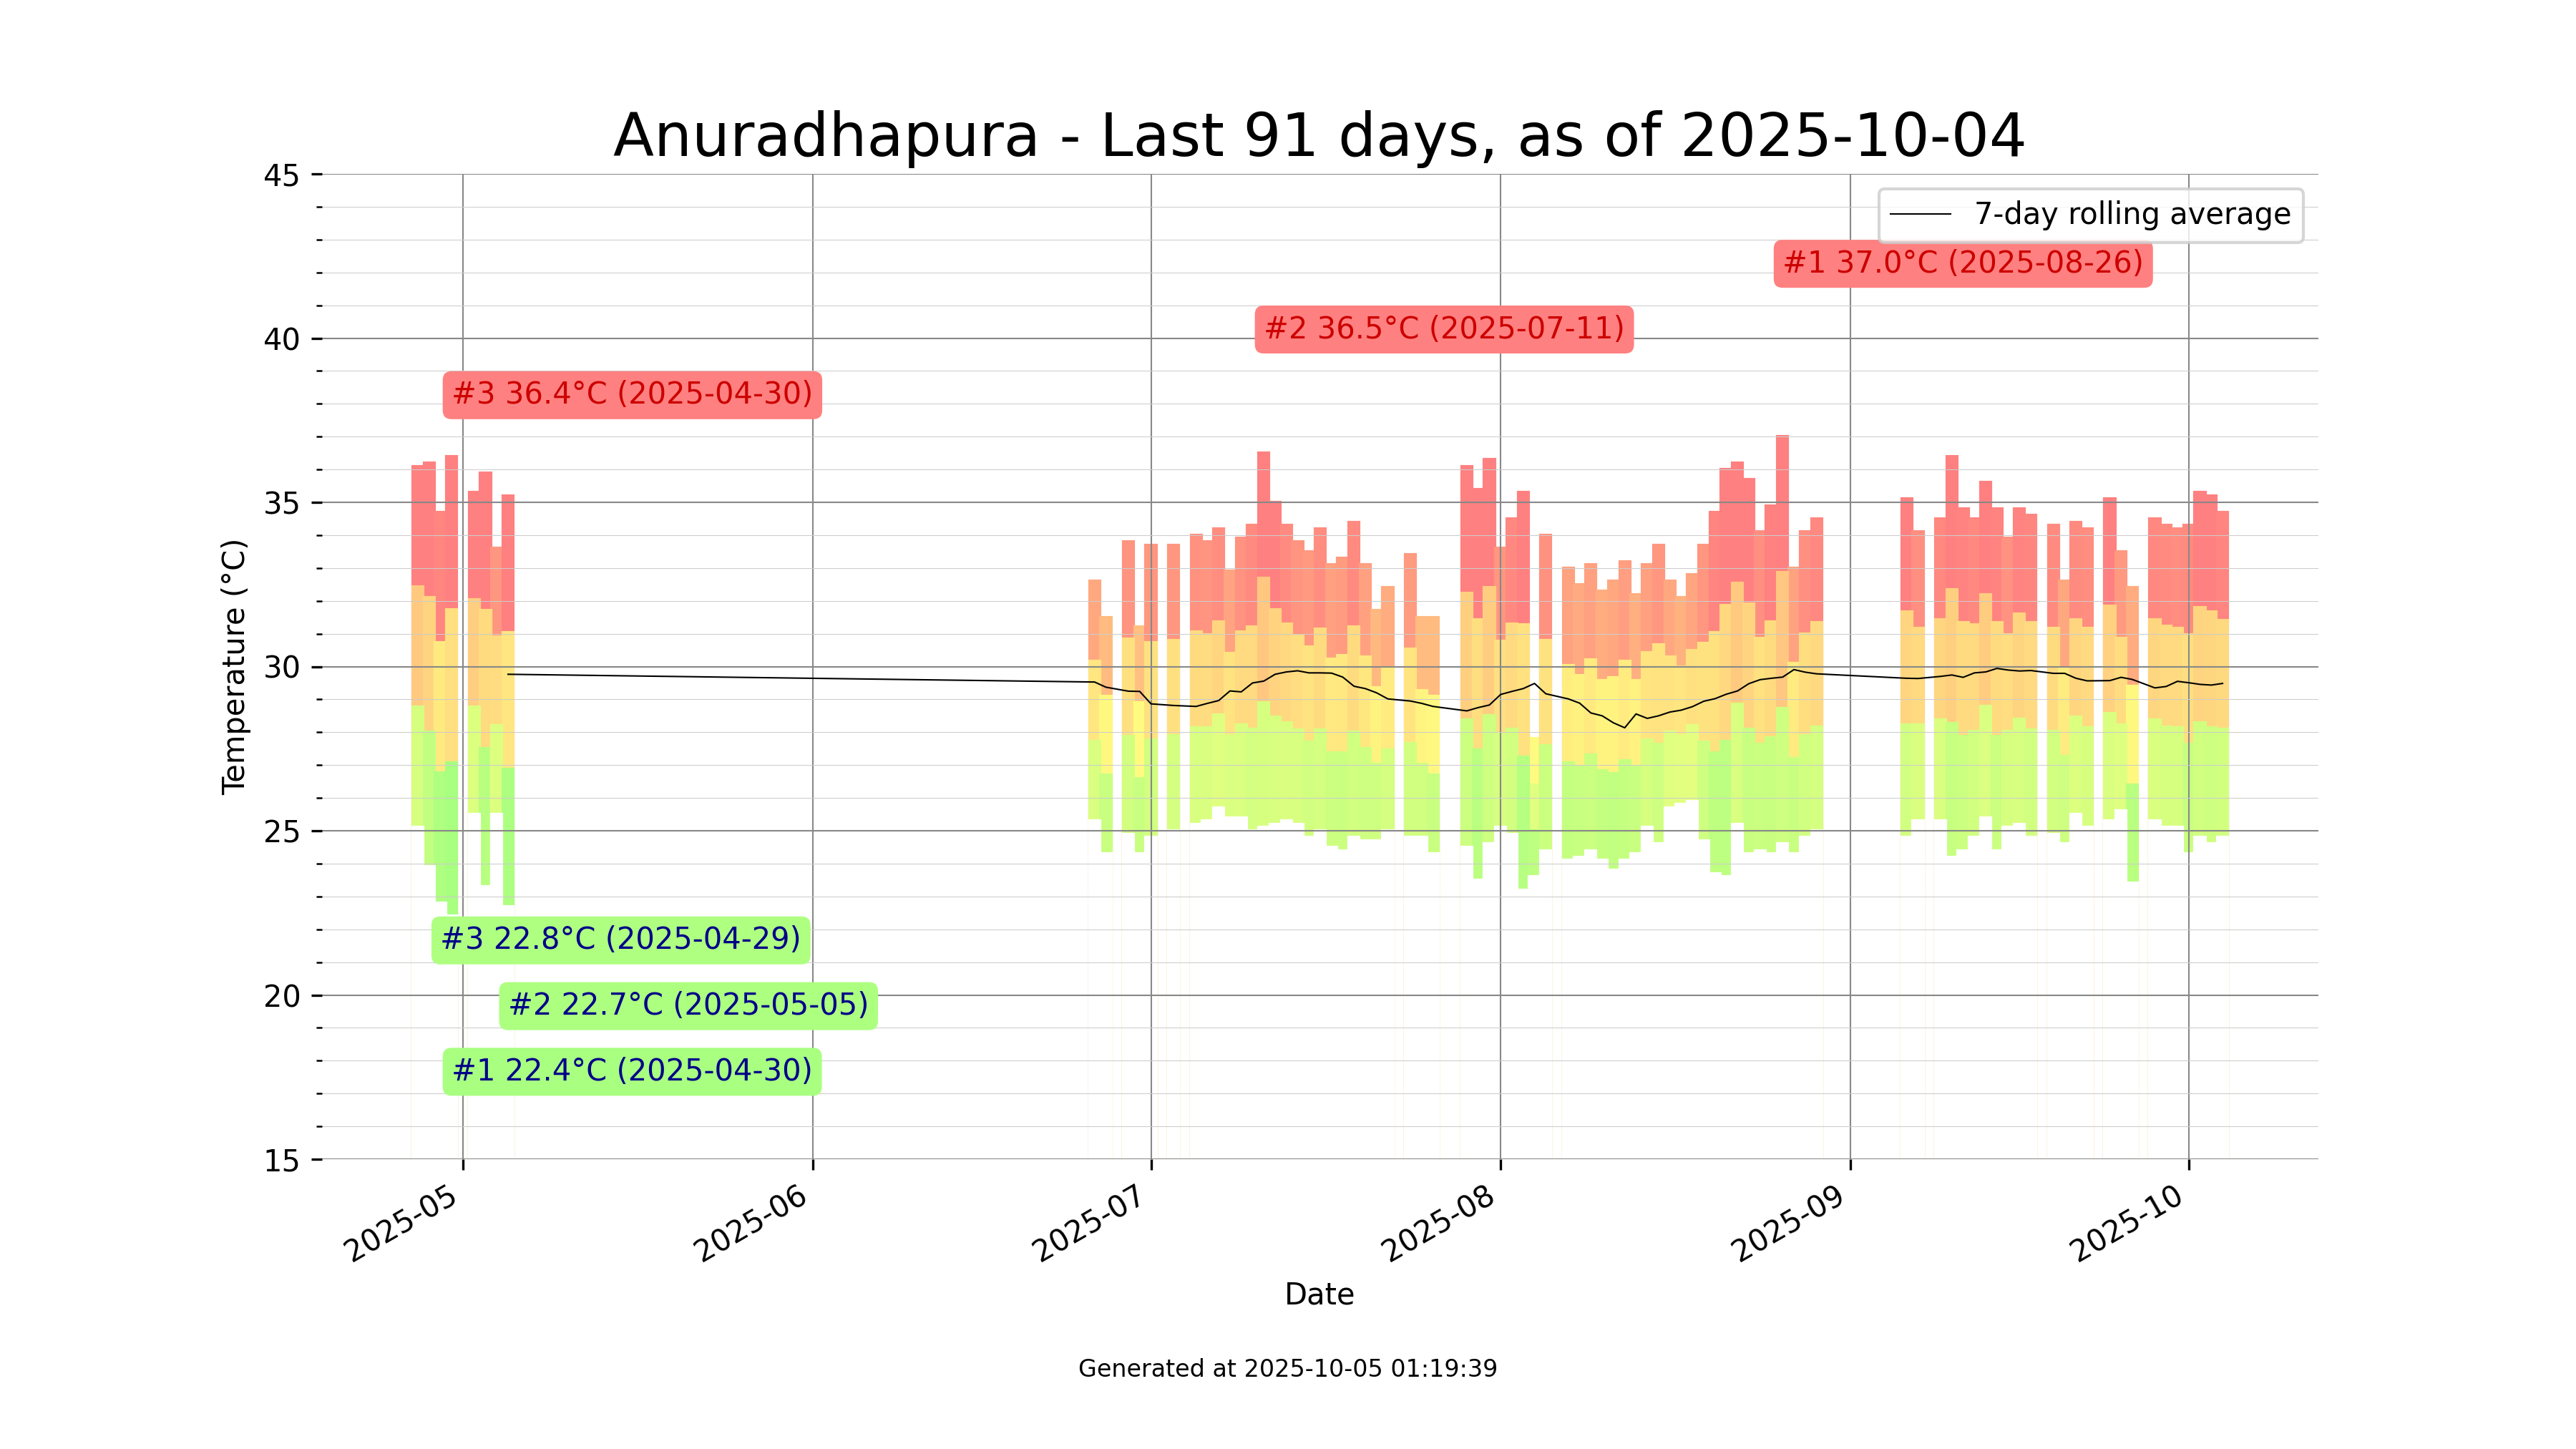 Anuradhapura - Last 91 days, as of 2025-10-04
45
7-day rolling average
#1 37.0°C (2025-08-26)
#2 36.5°C (2025-07-11)
40
#3 36.4°C (2025-04-30)
35
Temperature (°C)
30
25
#3 22.8°C (2025-04-29)
20
#2 22.7°C (2025-05-05)
#1 22.4°C (2025-04-30)
15
2025-05
2025-06
2025-07
2025-08
2025-09
2025-10
Date
Generated at 2025-10-05 01:19:39